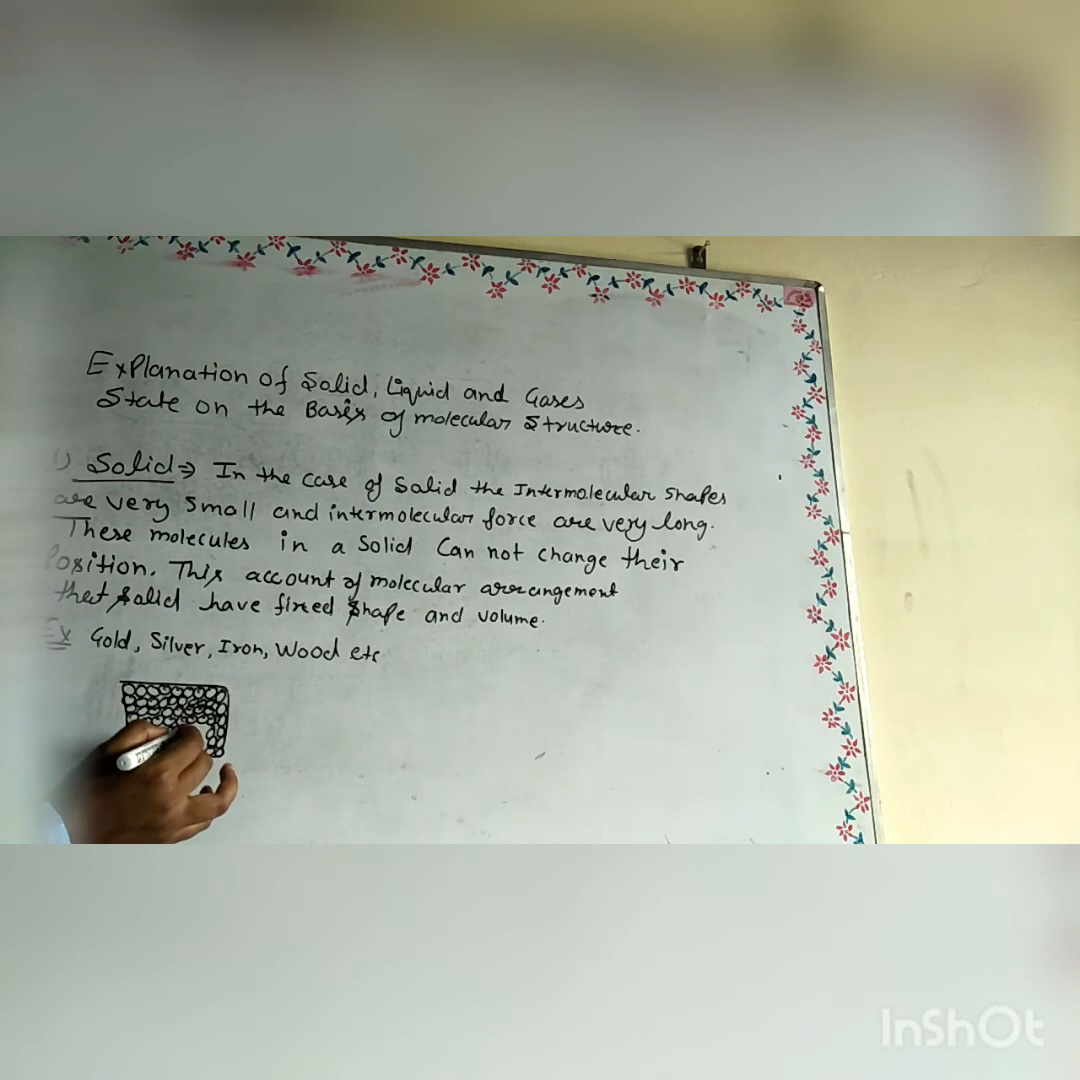 Explanation of Solid, Liquid and Gases
State on the Basis of molecular Structure.
1) Solid ⇒ In the case of Solid the Intermolecular Shapes
are very small and intermolecular force are very long.
These molecules in a Solid Can not change their
Position. This account of molecular arrangement
that Solid have fixed Shape and volume.
Ex Gold, Silver, Iron, Wood etc
InShOt